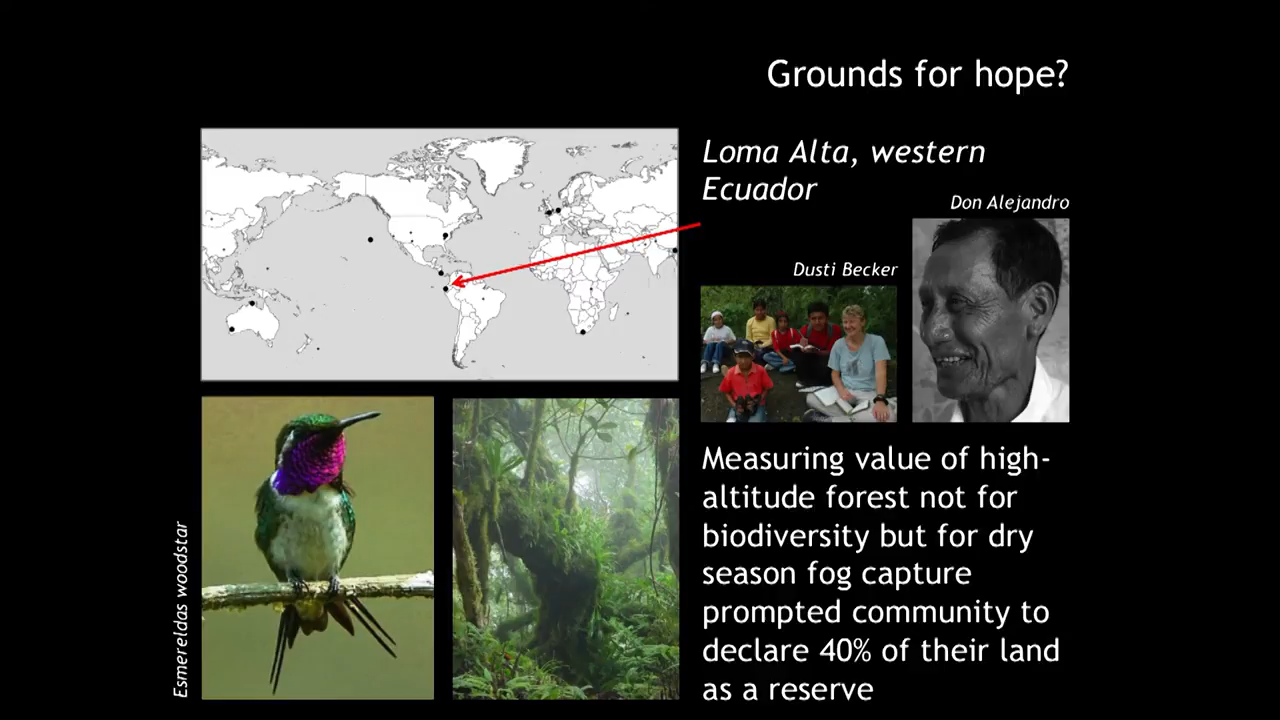 Grounds for hope?
Loma Alta, western
Ecuador
Don Alejandro
Dusti Becker
Measuring value of high-
altitude forest not for
biodiversity but for dry
season fog capture
prompted community to
declare 40% of their land
as a reserve
Esmereldas woodstar